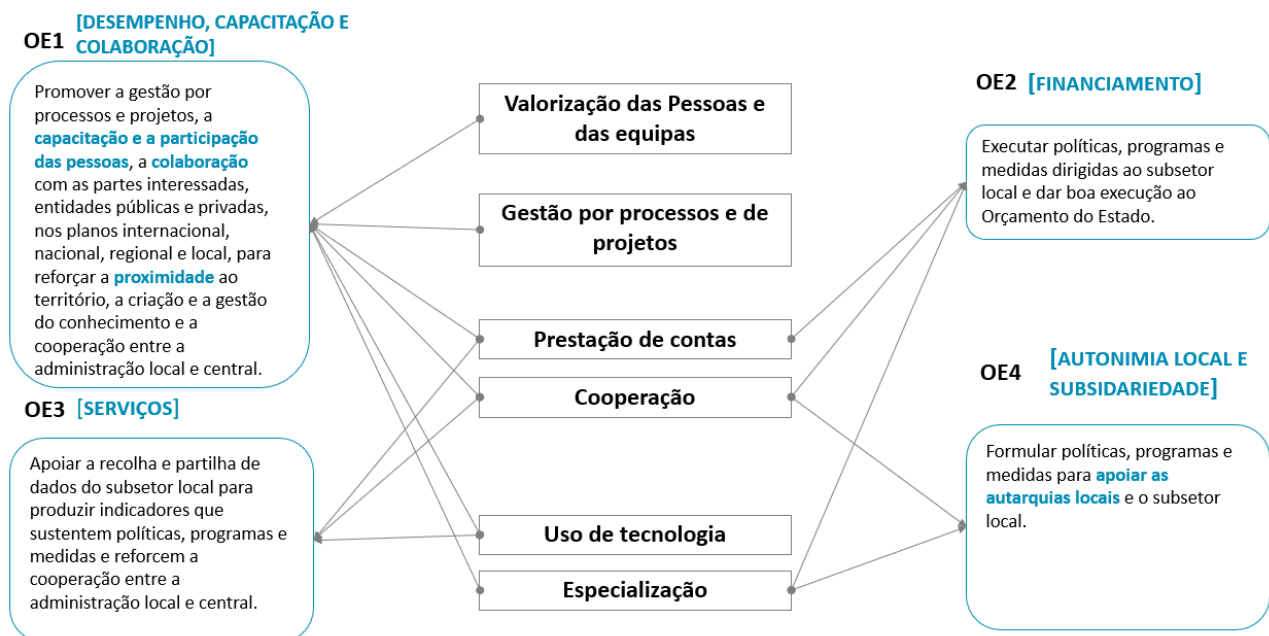 OE1 [DESEMPENHO, CAPACITAÇÃO E
COLABORAÇÃO]
Promover a gestão por
processos e projetos, a
capacitação e a participação
das pessoas, a colaboração
com as partes interessadas,
entidades públicas e privadas,
nos planos internacional,
nacional, regional e local, para
reforçar a proximidade ao
território, a criação e a gestão
do conhecimento e a
cooperação entre a
administração local e central.
OE3 [SERVIÇOS]
Apoiar a recolha e partilha de
dados do subsetor local para
produzir indicadores que
sustentem políticas, programas e
medidas e reforcem a
cooperação entre a
administração local e central.
Valorização das Pessoas e
das equipas
Gestão por processos e de
projetos
Prestação de contas
Cooperação
Uso de tecnologia
Especialização
OE2 [FINANCIAMENTO]
Executar políticas, programas e
medidas dirigidas ao subsetor
local e dar boa execução ao
Orçamento do Estado.
OE4 [AUTONIMIA LOCAL E
SUBSIDARIEDADE]
Formular políticas, programas e
medidas para apoiar as
autarquias locais e o subsetor
local.